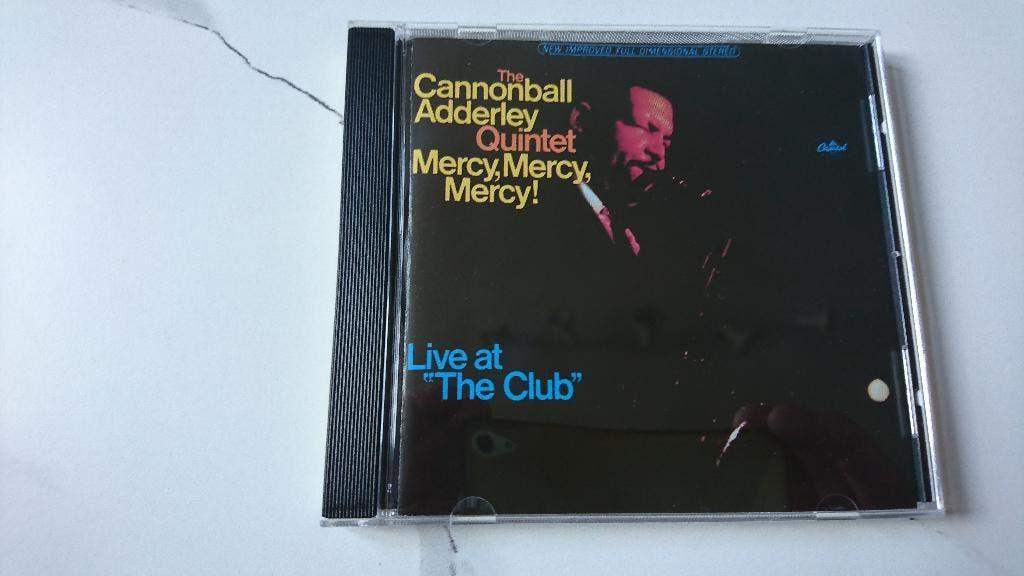 NEW IMPROVED FULL DIMENSIONAL STEREO
The
Cannonball
Adderley
Quintet
Mercy, Mercy,
Mercy!
Capitol
Live at
"The Club"